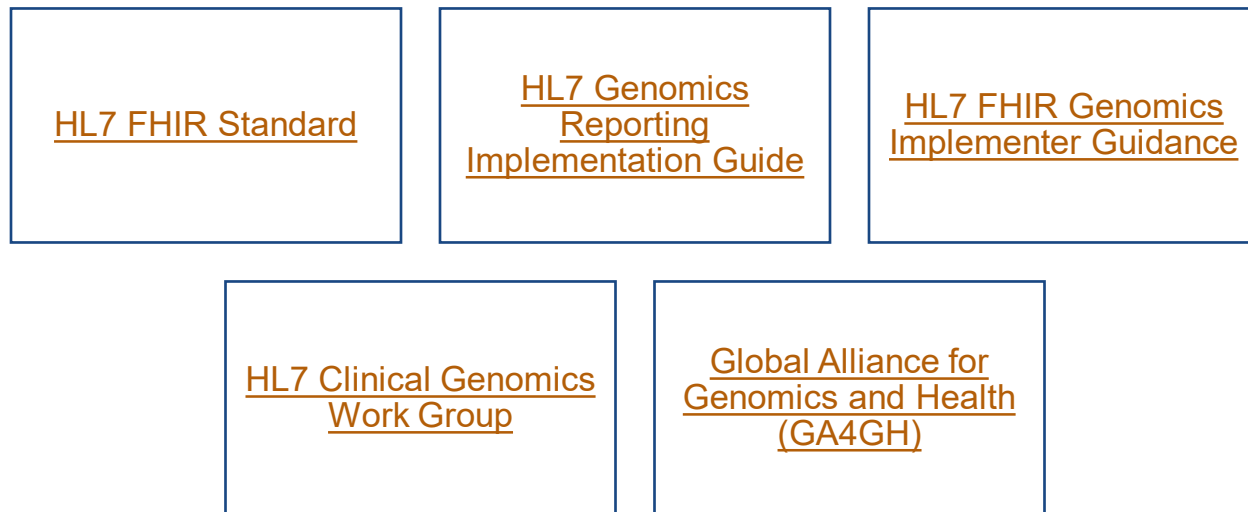 HL7 FHIR Standard
HL7 Genomics
Reporting
Implementation Guide
HL7 FHIR Genomics
Implementer Guidance
HL7 Clinical Genomics
Work Group
Global Alliance for
Genomics and Health
(GA4GH)